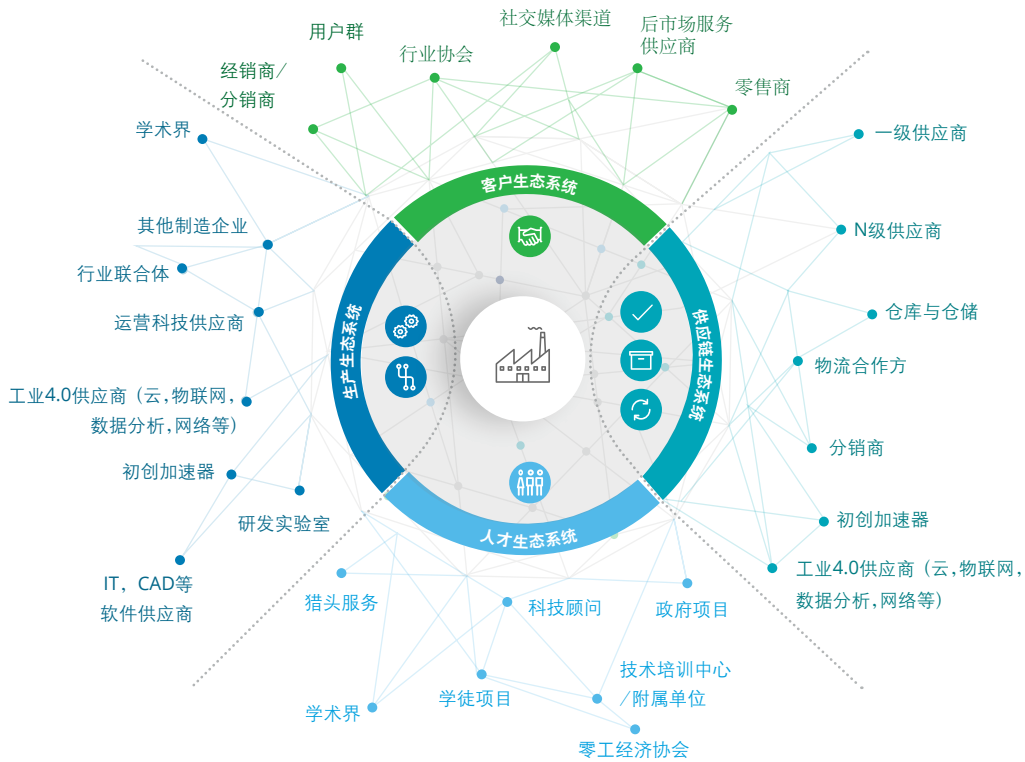 社交媒体渠道
后市场服务
供应商
用户群
行业协会
经销商/
分销商
零售商
学术界
一级供应商
客户生态系统
其他制造企业
N级供应商
行业联合体
运营科技供应商
仓库与仓储
生产生态系统
供应链生态系统
物流合作方
工业4.0供应商（云,物联网,
数据分析,网络等）
分销商
初创加速器
研发实验室
初创加速器
人才生态系统
IT，CAD等
软件供应商
工业4.0供应商（云,物联网,
数据分析,网络等）
猎头服务
科技顾问
政府项目
技术培训中心
/附属单位
学徒项目
学术界
零工经济协会